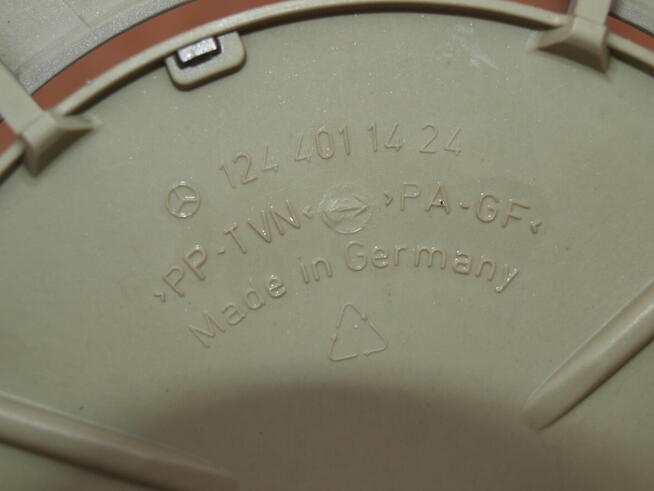 124 401 14 24
›PP-TVN‹ ›PA-GF‹
Made in Germany